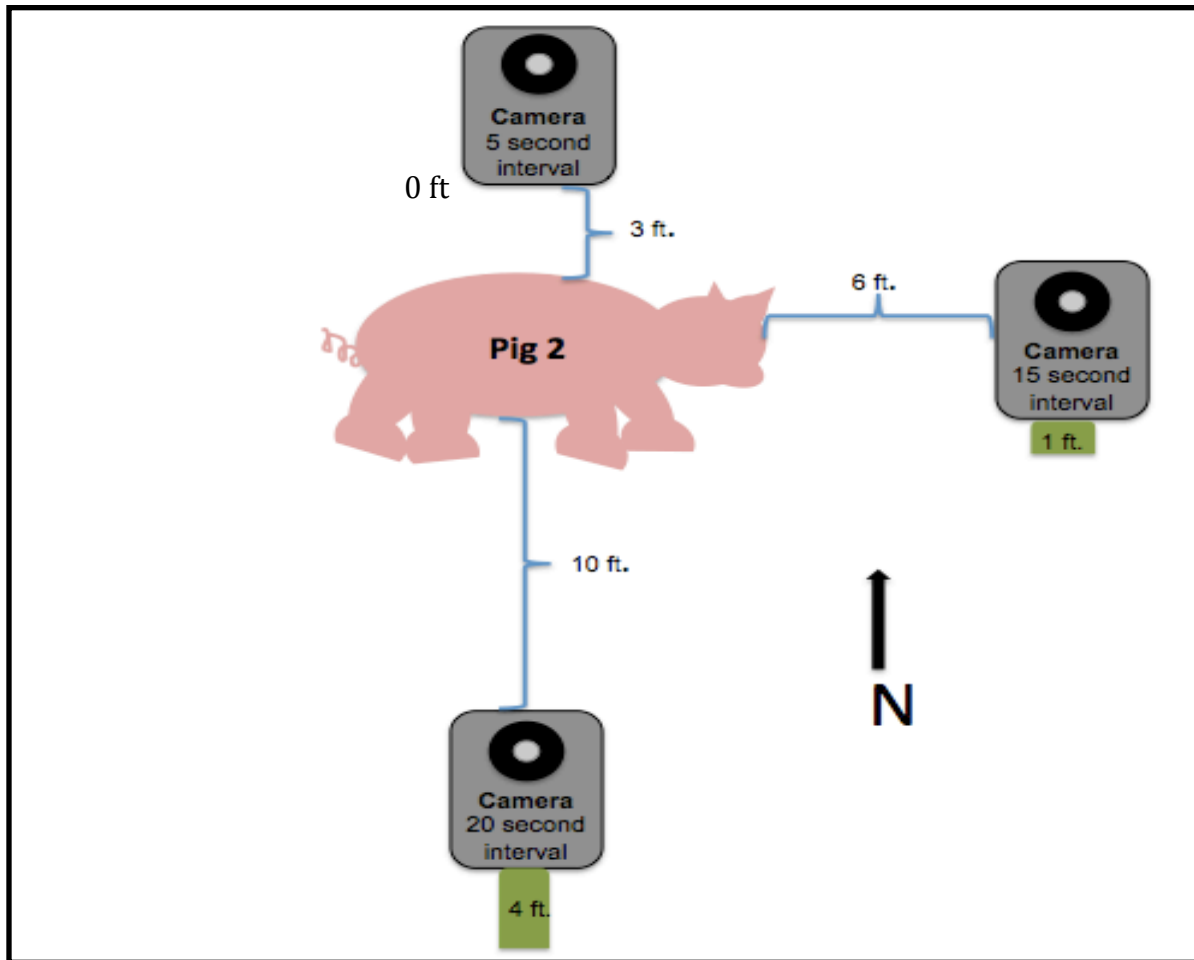 Camera
5 second
interval
0 ft
3 ft.
6 ft.
Pig 2
Camera
15 second
interval
1 ft.
10 ft.
N
Camera
20 second
interval
4 ft.